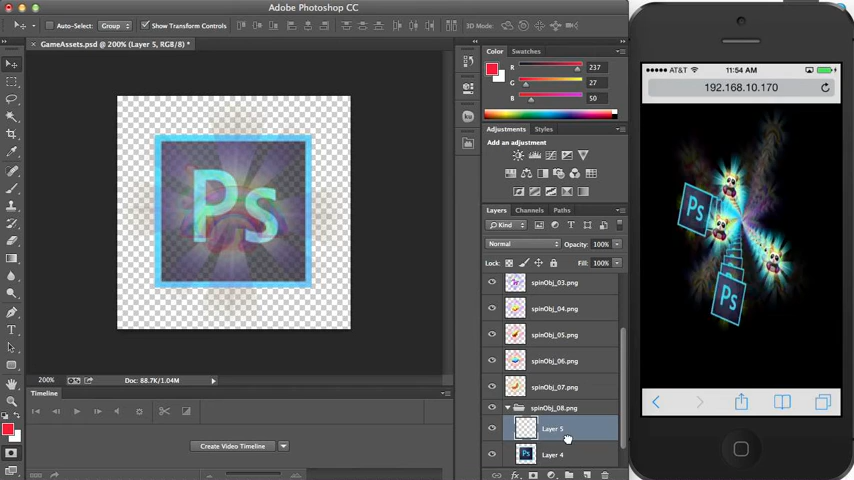 Adobe Photoshop CC
Auto-Select: Group Show Transform Controls 3D Mode:
GameAssets.psd @ 200% (Layer 5, RGB/8) *
Ps
200% Doc: 88.7K/1.04M
Timeline
Create Video Timeline
Color Swatches
R 237
G 27
B 50
Adjustments Styles
Add an adjustment
Layers Channels Paths
Kind
Normal Opacity: 100%
Lock: Fill: 100%
spinObj_03.png
spinObj_04.png
spinObj_05.png
spinObj_06.png
spinObj_07.png
spinObj_08.png
Layer 5
Layer 4
AT&T 11:54 AM
192.168.10.170
Ps
Ps